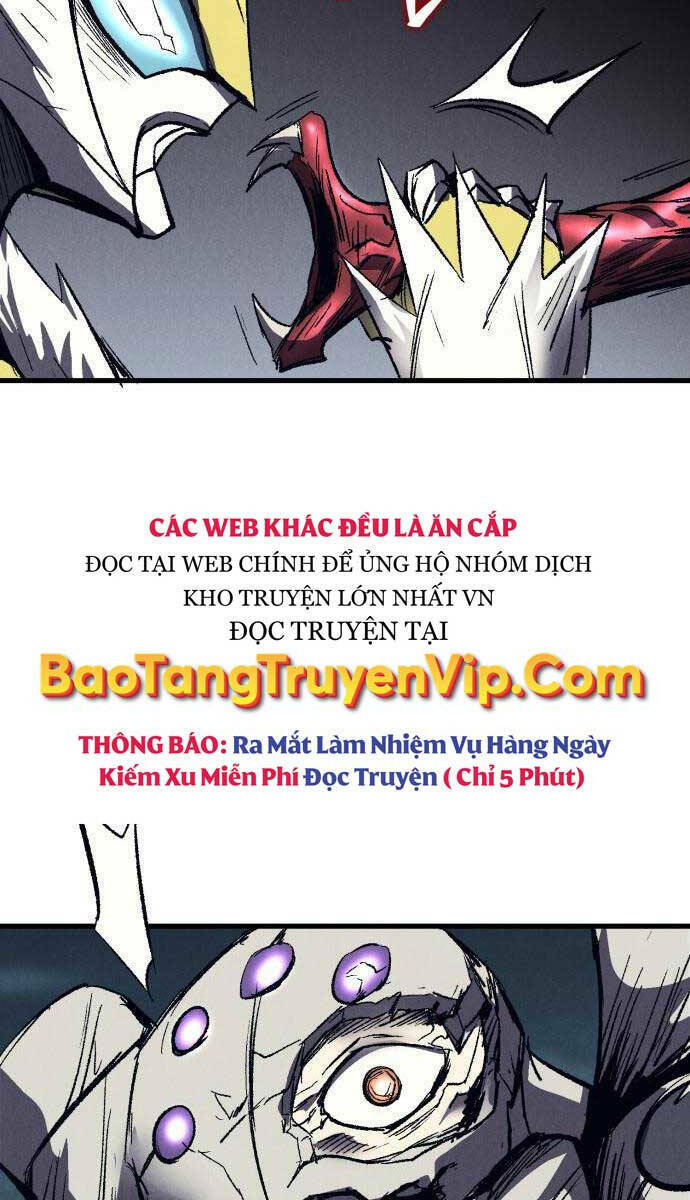 CÁC WEB KHÁC ĐỀU LÀ ĂN CẮP
ĐỌC TẠI WEB CHÍNH ĐỂ ỦNG HỘ NHÓM DỊCH
KHO TRUYỆN LỚN NHẤT VN
ĐỌC TRUYỆN TẠI
BaoTangTruyenVip.Com
THÔNG BÁO: Ra Mắt Làm Nhiệm Vụ Hàng Ngày
Kiếm Xu Miễn Phí Đọc Truyện ( Chỉ 5 Phút)